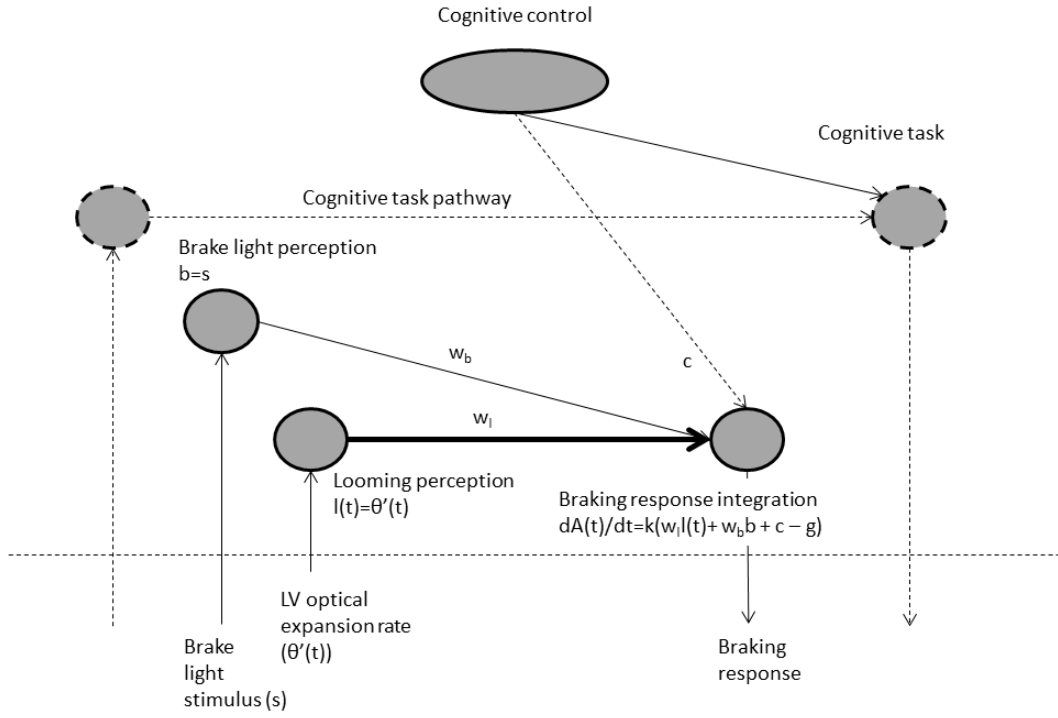 Cognitive control
Cognitive task
Cognitive task pathway
Brake light perception
b=s
w_b
c
w_l
Looming perception
l(t)=θ’(t)
Braking response integration
dA(t)/dt=k(w_l l(t)+ w_b b + c – g)
LV optical
expansion rate
(θ’(t))
Brake
light
stimulus (s)
Braking
response